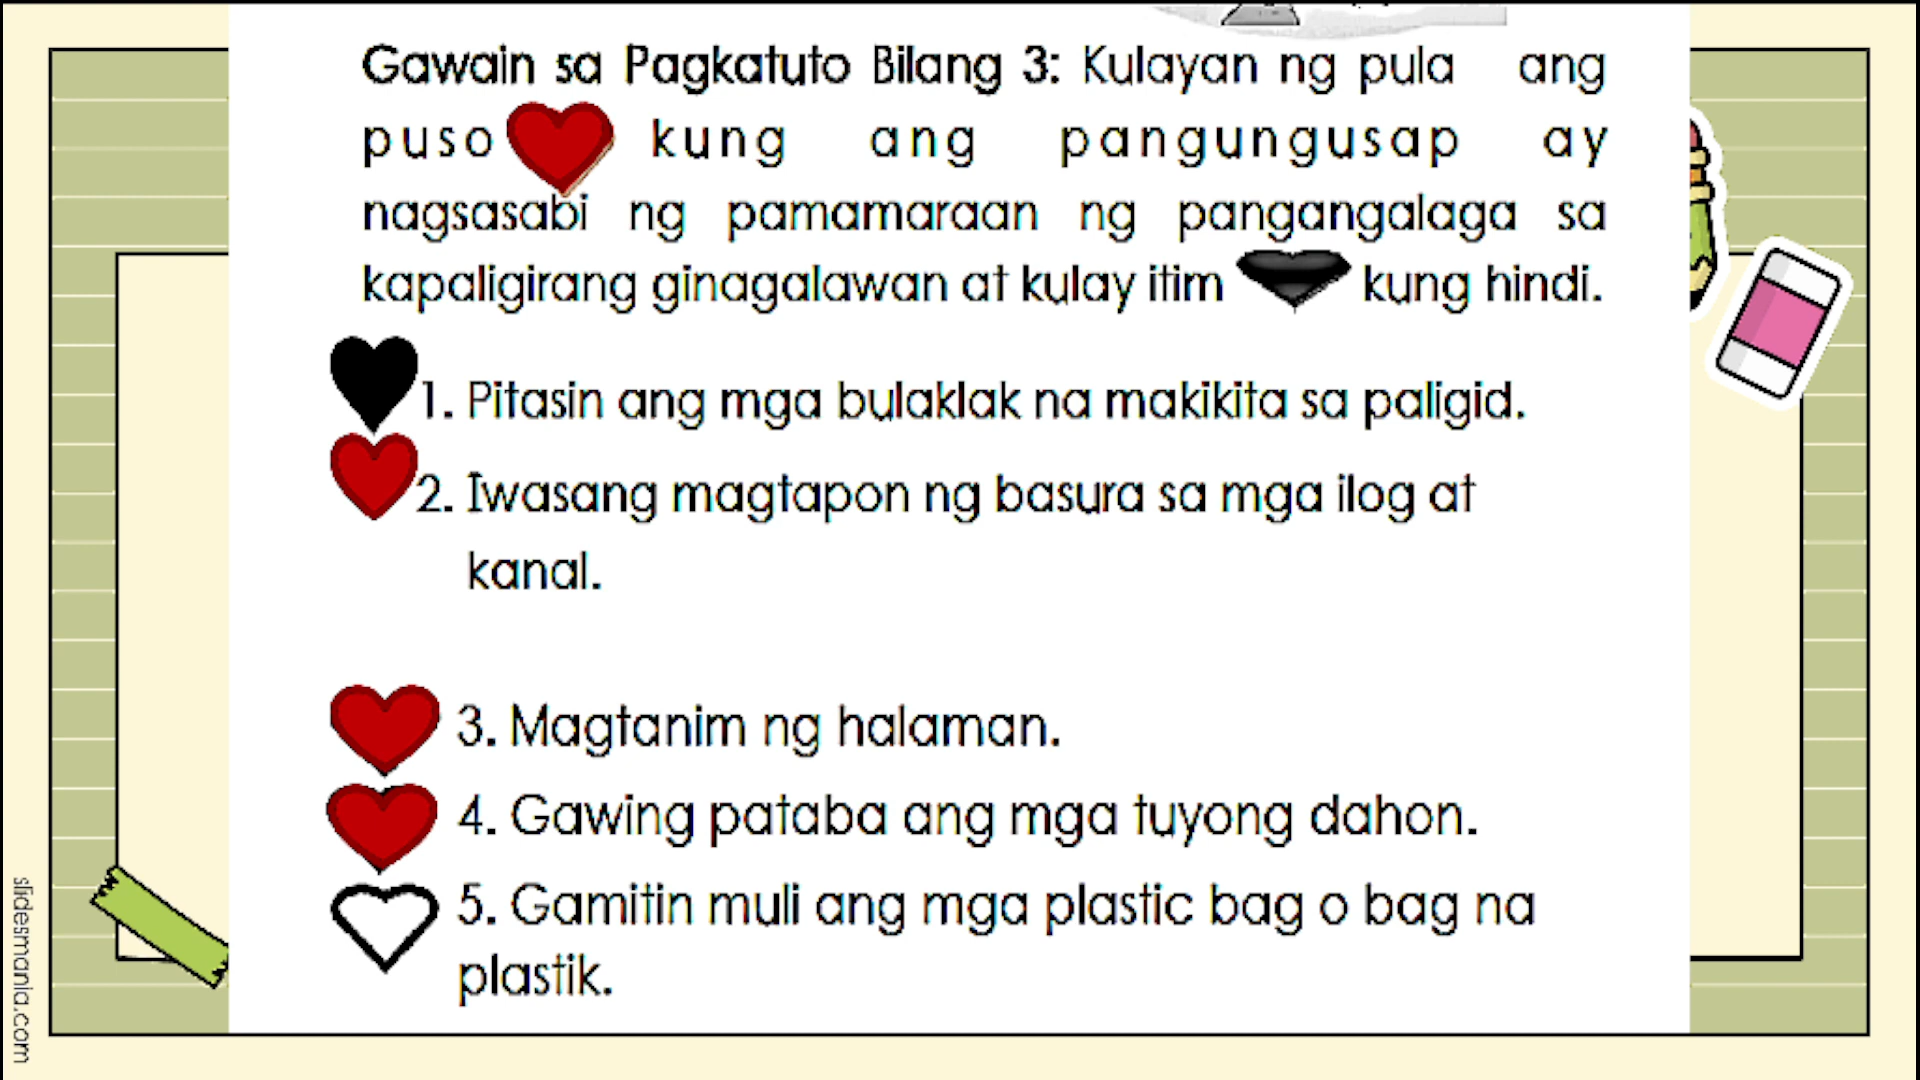 Gawain sa Pagkatuto Bilang 3: Kulayan ng pula ang
puso kung ang pangungusap ay
nagsasabi ng pamamaraan ng pangangalaga sa
kapaligirang ginagalawan at kulay itim kung hindi.
1. Pitasin ang mga bulaklak na makikita sa paligid.
2. Iwasang magtapon ng basura sa mga ilog at
kanal.
3. Magtanim ng halaman.
4. Gawing pataba ang mga tuyong dahon.
5. Gamitin muli ang mga plastic bag o bag na
plastik.
slidesmania.com